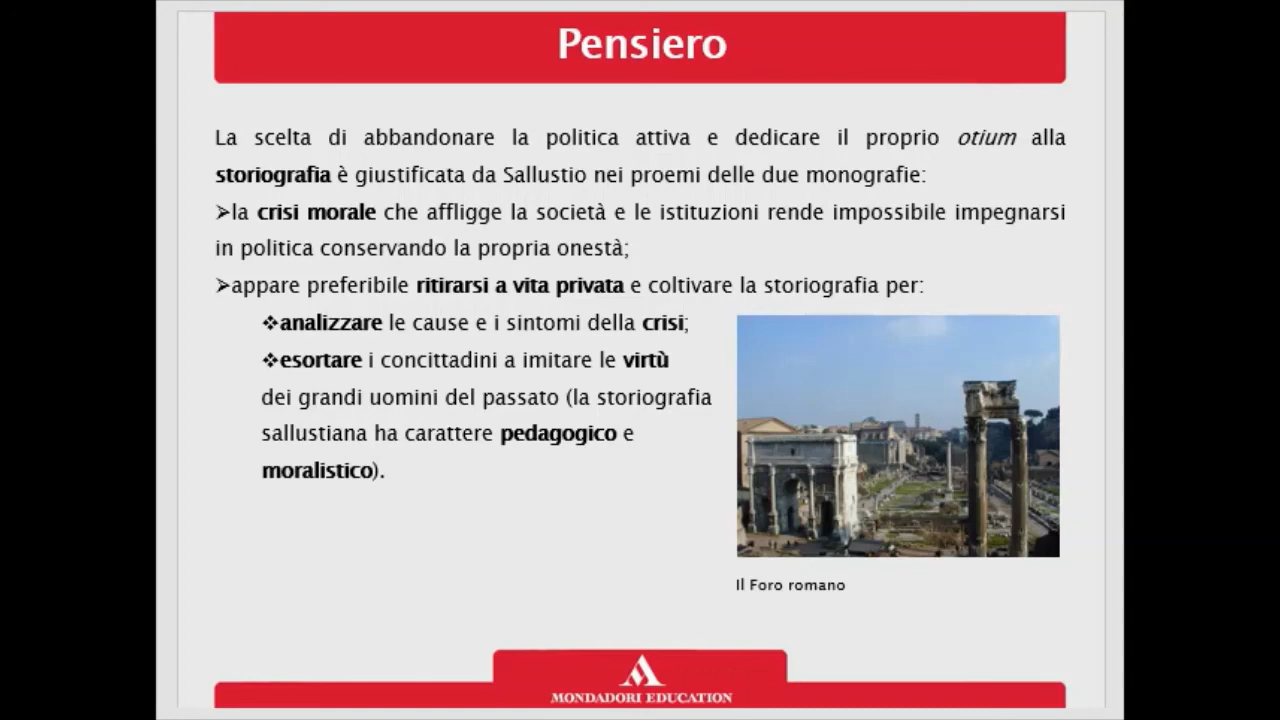 Pensiero
La scelta di abbandonare la politica attiva e dedicare il proprio otium alla
storiografia è giustificata da Sallustio nei proemi delle due monografie:
➢la crisi morale che affligge la società e le istituzioni rende impossibile impegnarsi
in politica conservando la propria onestà;
➢appare preferibile ritirarsi a vita privata e coltivare la storiografia per:
❖analizzare le cause e i sintomi della crisi;
❖esortare i concittadini a imitare le virtù
dei grandi uomini del passato (la storiografia
sallustiana ha carattere pedagogico e
moralistico).
Il Foro romano
MONDADORI EDUCATION